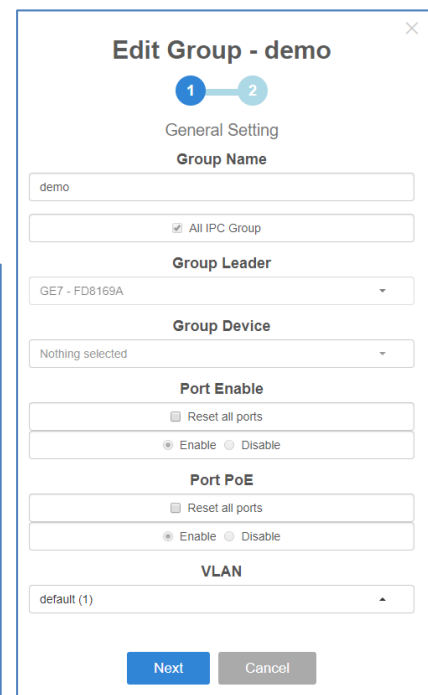 ×
Edit Group - demo
1 2
General Setting
Group Name
demo
All IPC Group
Group Leader
GE7 - FD8169A
Group Device
Nothing selected
Port Enable
Reset all ports
Enable Disable
Port PoE
Reset all ports
Enable Disable
VLAN
default (1)
Next Cancel